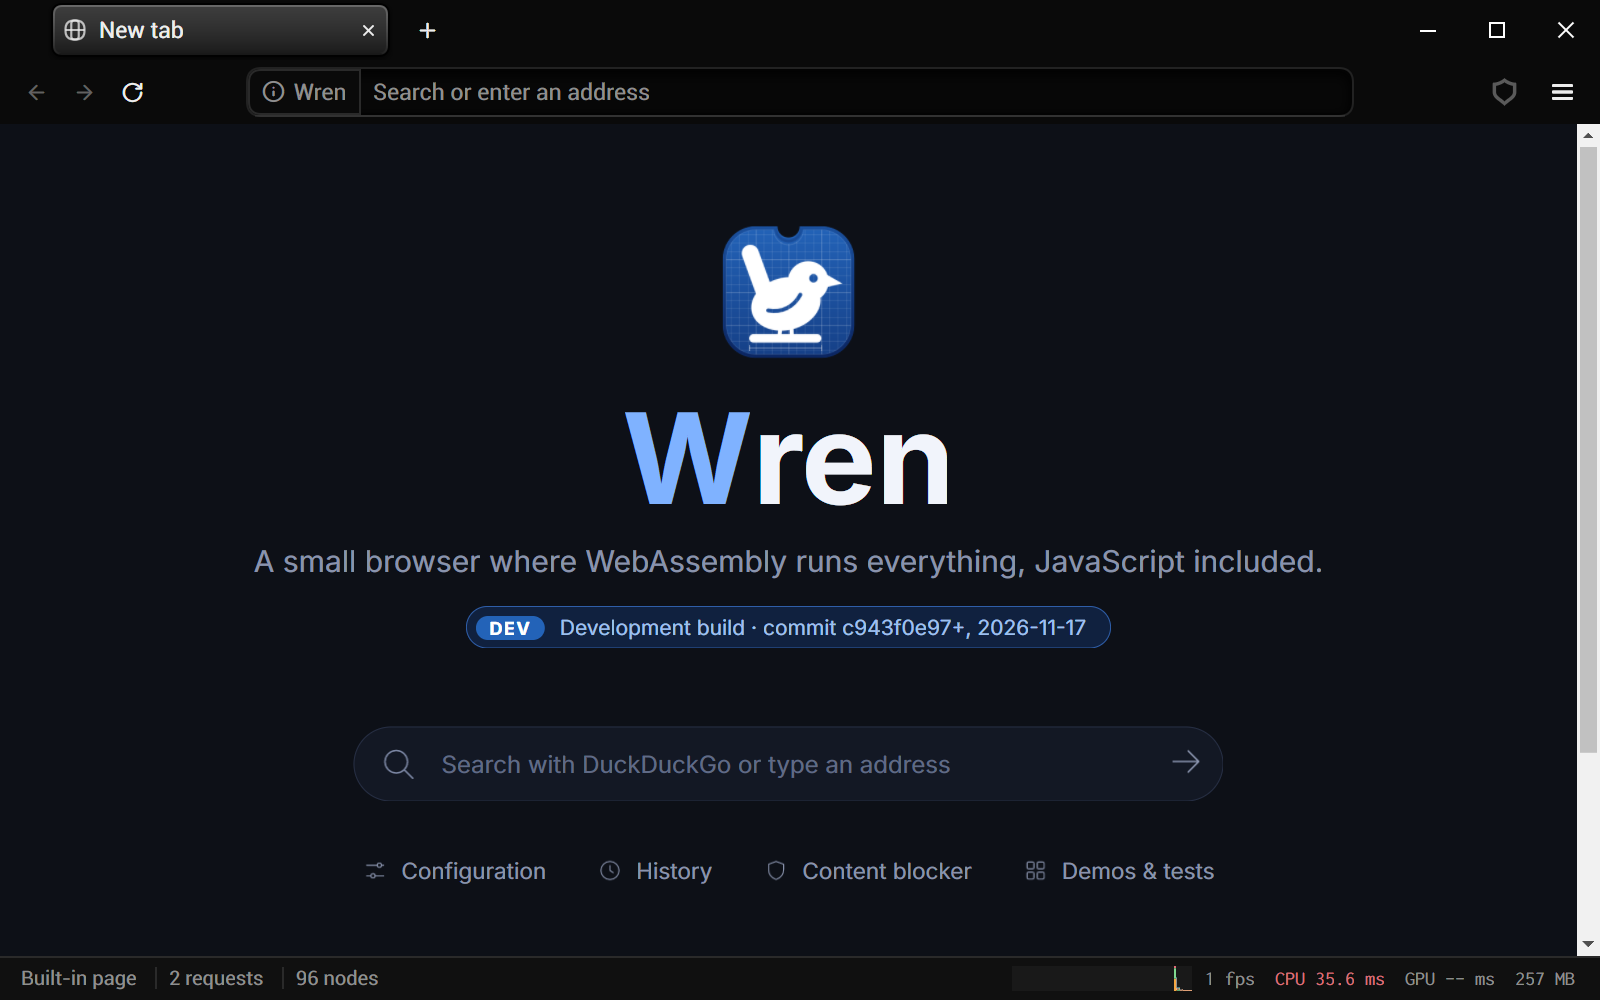 New tab
Wren
Search or enter an address
Wren
A small browser where WebAssembly runs everything, JavaScript included.
DEV Development build · commit c943f0e97+, 2026-11-17
Search with DuckDuckGo or type an address
Configuration
History
Content blocker
Demos & tests
Built-in page
2 requests
96 nodes
1 fps
CPU 35.6 ms
GPU -- ms
257 MB